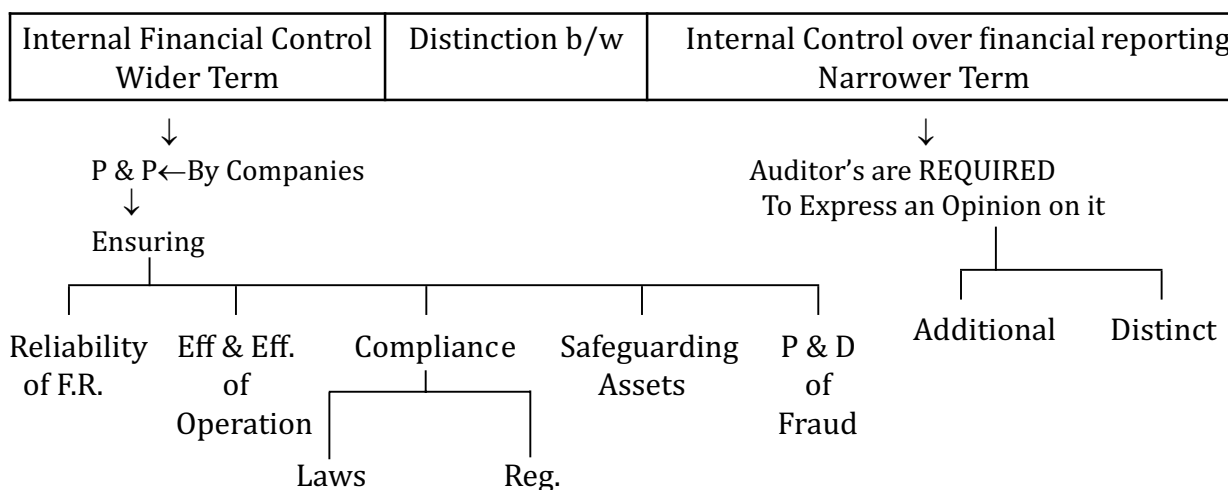 Internal Financial Control
Wider Term
Distinction b/w
Internal Control over financial reporting
Narrower Term
↓
P & P←By Companies
↓
Ensuring
Reliability
of F.R.
Eff & Eff.
of
Operation
Compliance
Laws
Reg.
Safeguarding
Assets
P & D
of
Fraud
↓
Auditor's are REQUIRED
To Express an Opinion on it
Additional
Distinct